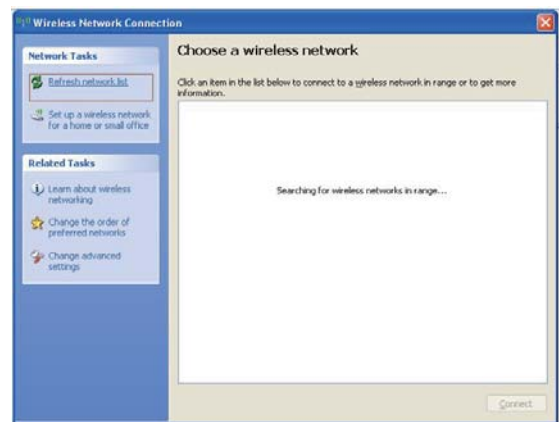 Wireless Network Connection
Network Tasks
Refresh network list
Set up a wireless network
for a home or small office
Related Tasks
Learn about wireless
networking
Change the order of
preferred networks
Change advanced
settings
Choose a wireless network
Click an item in the list below to connect to a wireless network in range or to get more
information.
Searching for wireless networks in range...
Connect